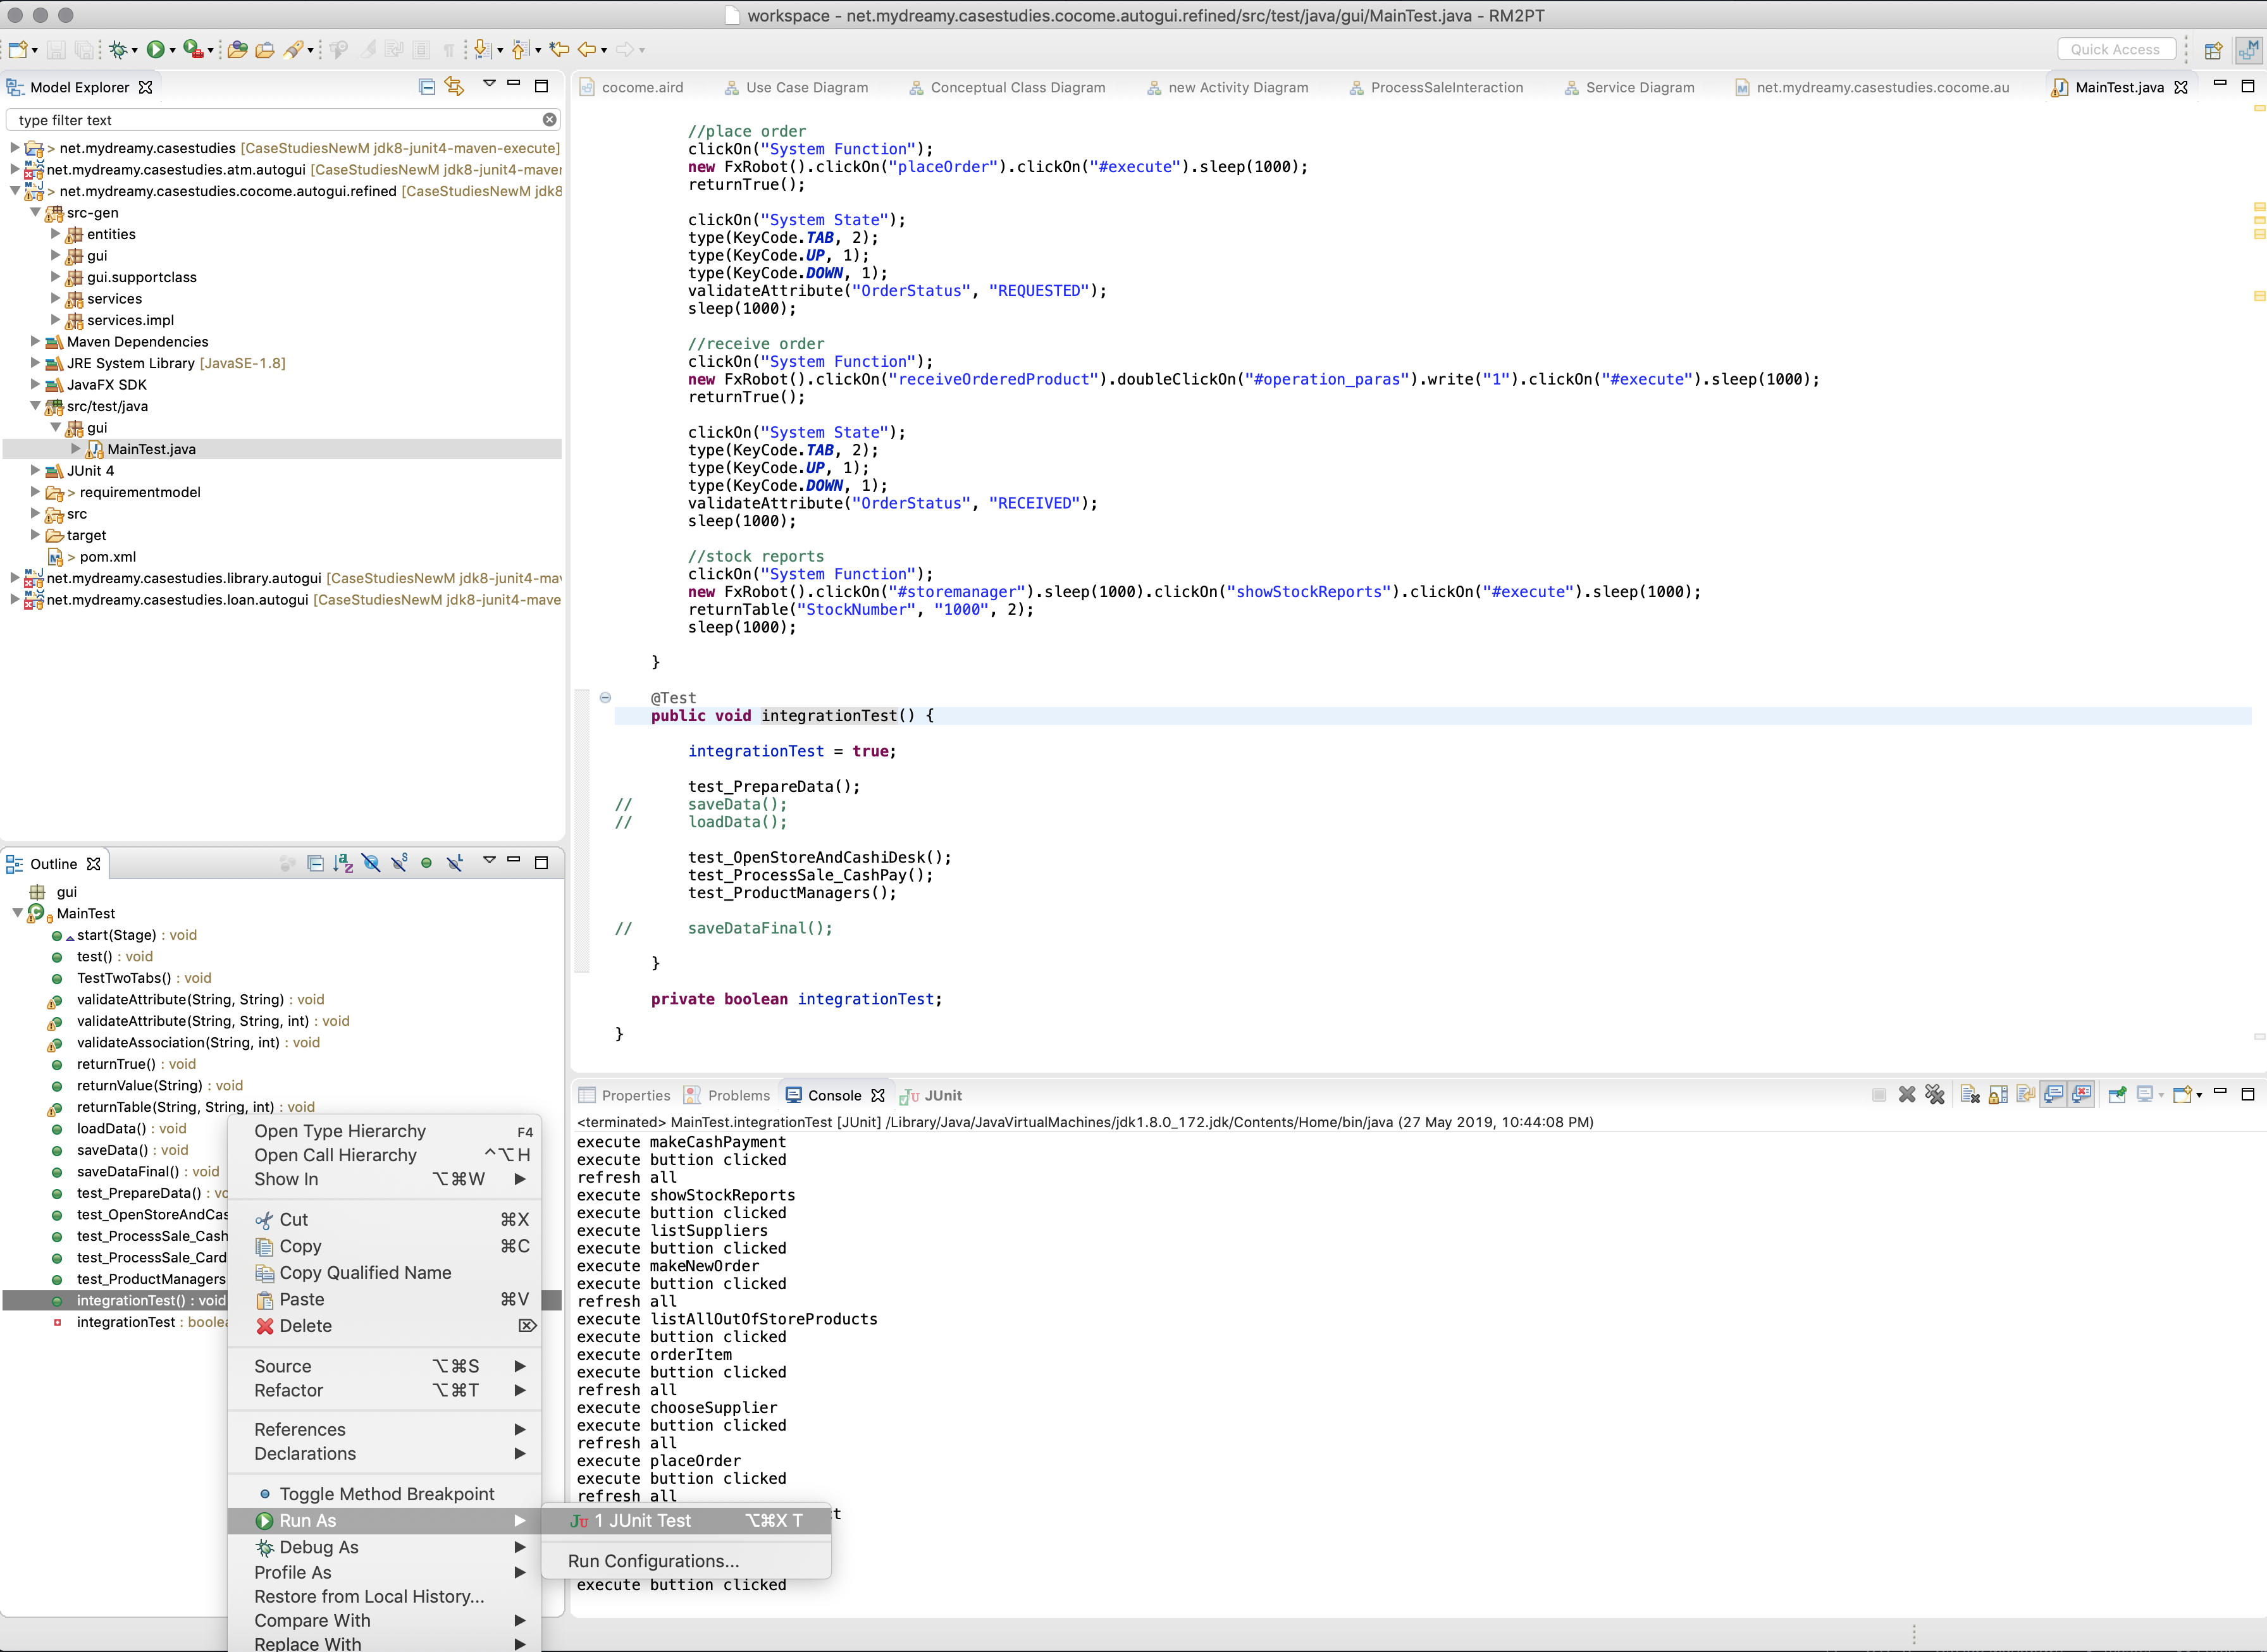 workspace - net.mydreamy.casestudies.cocome.autogui.refined/src/test/java/gui/MainTest.java - RM2PT
Quick Access
Model Explorer
type filter text
> net.mydreamy.casestudies [CaseStudiesNewM jdk8-junit4-maven-execute]
net.mydreamy.casestudies.atm.autogui [CaseStudiesNewM jdk8-junit4-maver
> net.mydreamy.casestudies.cocome.autogui.refined [CaseStudiesNewM jdk8
src-gen
entities
gui
gui.supportclass
services
services.impl
Maven Dependencies
JRE System Library [JavaSE-1.8]
JavaFX SDK
src/test/java
gui
MainTest.java
JUnit 4
> requirementmodel
src
target
> pom.xml
net.mydreamy.casestudies.library.autogui [CaseStudiesNewM jdk8-junit4-ma
net.mydreamy.casestudies.loan.autogui [CaseStudiesNewM jdk8-junit4-mave
cocome.aird
Use Case Diagram
Conceptual Class Diagram
new Activity Diagram
ProcessSaleInteraction
Service Diagram
net.mydreamy.casestudies.cocome.au
MainTest.java
//place order
clickOn("System Function");
new FxRobot().clickOn("placeOrder").clickOn("#execute").sleep(1000);
returnTrue();
clickOn("System State");
type(KeyCode.TAB, 2);
type(KeyCode.UP, 1);
type(KeyCode.DOWN, 1);
validateAttribute("OrderStatus", "REQUESTED");
sleep(1000);
//receive order
clickOn("System Function");
new FxRobot().clickOn("receiveOrderedProduct").doubleClickOn("#operation_paras").write("1").clickOn("#execute").sleep(1000);
returnTrue();
clickOn("System State");
type(KeyCode.TAB, 2);
type(KeyCode.UP, 1);
type(KeyCode.DOWN, 1);
validateAttribute("OrderStatus", "RECEIVED");
sleep(1000);
//stock reports
clickOn("System Function");
new FxRobot().clickOn("#storemanager").sleep(1000).clickOn("showStockReports").clickOn("#execute").sleep(1000);
returnTable("StockNumber", "1000", 2);
sleep(1000);
}
@Test
public void integrationTest() {
integrationTest = true;
test_PrepareData();
// saveData();
// loadData();
test_OpenStoreAndCashiDesk();
test_ProcessSale_CashPay();
test_ProductManagers();
// saveDataFinal();
}
private boolean integrationTest;
}
Outline
gui
MainTest
start(Stage) : void
test() : void
TestTwoTabs() : void
validateAttribute(String, String) : void
validateAttribute(String, String, int) : void
validateAssociation(String, int) : void
returnTrue() : void
returnValue(String) : void
returnTable(String, String, int) : void
loadData() : void
saveData() : void
saveDataFinal() : void
test_PrepareData() : vo
test_OpenStoreAndCas
test_ProcessSale_Cash
test_ProcessSale_Card
test_ProductManagers
integrationTest() : void
integrationTest : boolea
Open Type Hierarchy F4
Open Call Hierarchy ^⌥H
Show In ⌥⌘W
Cut ⌘X
Copy ⌘C
Copy Qualified Name
Paste ⌘V
Delete ⌦
Source ⌥⌘S
Refactor ⌥⌘T
References
Declarations
Toggle Method Breakpoint
Run As
Debug As
Profile As
Restore from Local History...
Compare With
Replace With
1 JUnit Test ⌥⌘X T
Run Configurations...
Properties
Problems
Console
JUnit
<terminated> MainTest.integrationTest [JUnit] /Library/Java/JavaVirtualMachines/jdk1.8.0_172.jdk/Contents/Home/bin/java (27 May 2019, 10:44:08 PM)
execute makeCashPayment
execute buttion clicked
refresh all
execute showStockReports
execute buttion clicked
execute listSuppliers
execute buttion clicked
execute makeNewOrder
execute buttion clicked
refresh all
execute listAllOutOfStoreProducts
execute buttion clicked
execute orderItem
execute buttion clicked
refresh all
execute chooseSupplier
execute buttion clicked
refresh all
execute placeOrder
execute buttion clicked
refresh all
t
execute buttion clicked